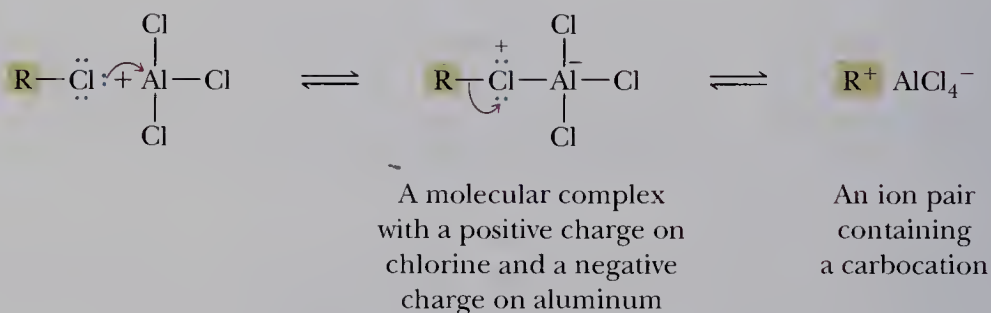 Cl Cl
R—Cl: + Al—Cl ⇌ R—Cl⁺—Al⁻—Cl ⇌ R⁺ AlCl₄⁻
Cl Cl
A molecular complex An ion pair
with a positive charge on containing
chlorine and a negative a carbocation
charge on aluminum